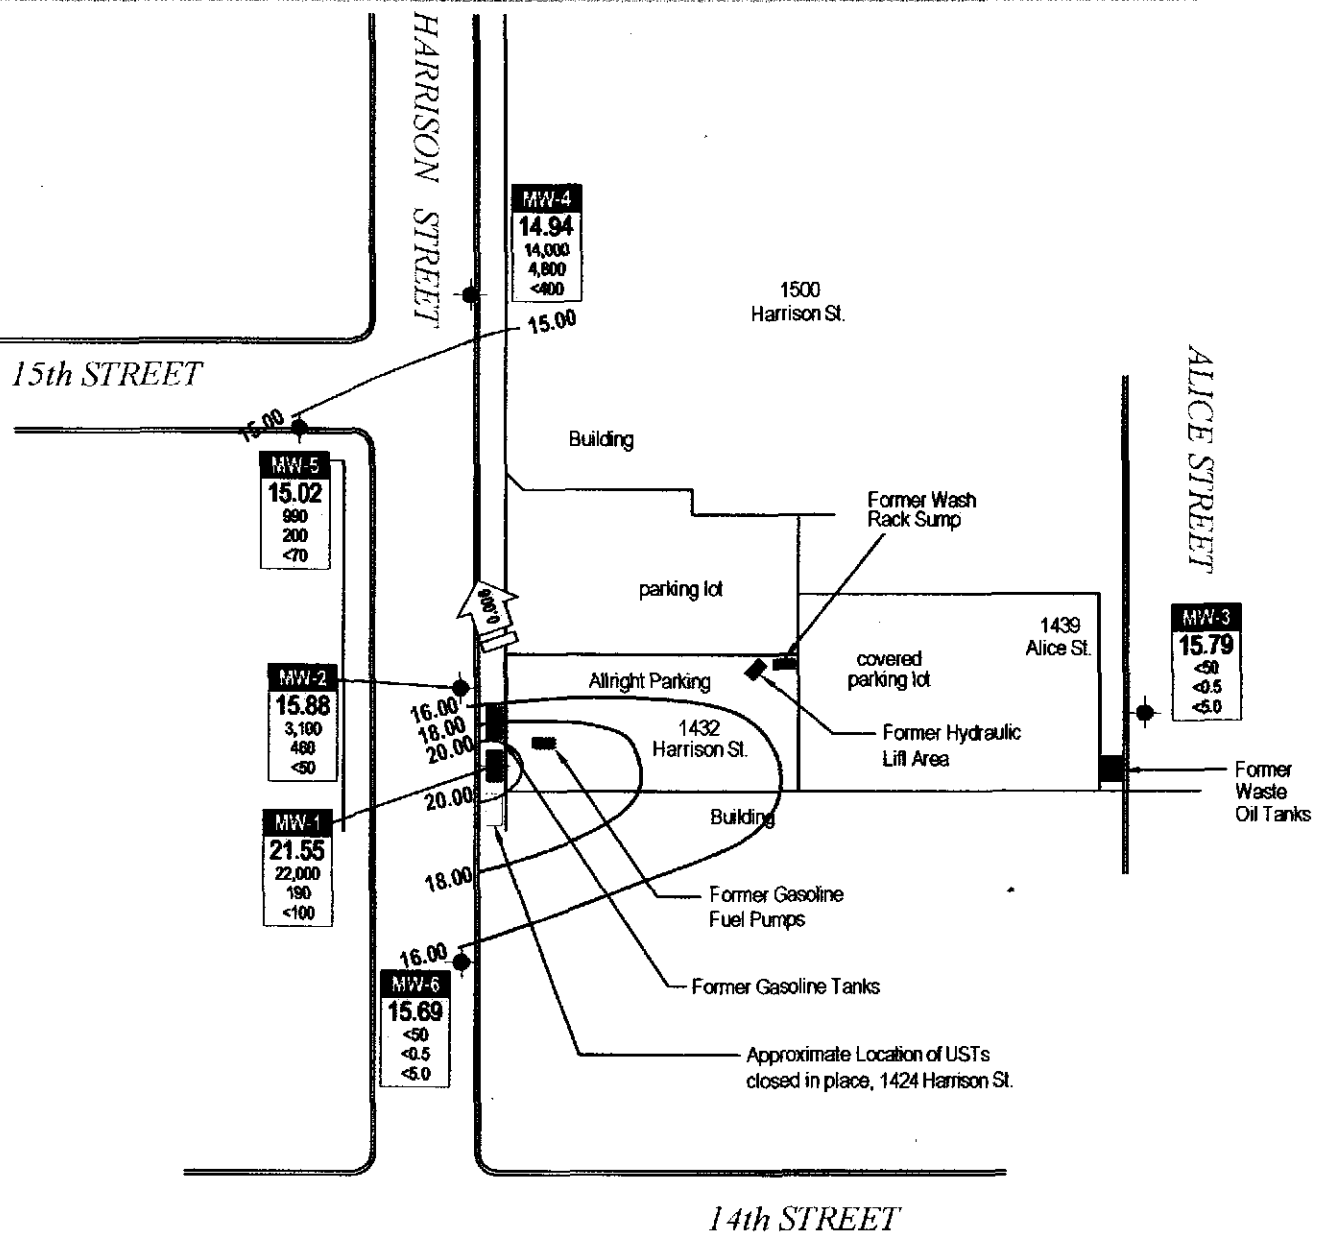 HARRISON STREET
MW-4
14.94
14,000
4,800
<400
1500
Harrison St.
15.00
15th STREET
ALICE STREET
15.00
Building
MW-5
15.02
990
200
<70
Former Wash
Rack Sump
parking lot
0.006
MW-3
15.79
<50
<0.5
<5.0
1439
Alice St.
covered
parking lot
MW-2
15.88
3,100
460
<50
Allright Parking
16.00
18.00
20.00
1432
Harrison St.
Former Hydraulic
Lift Area
Former
Waste
Oil Tanks
20.00
Building
MW-1
21.55
22,000
190
<100
18.00
Former Gasoline
Fuel Pumps
16.00
MW-6
15.69
<50
<0.5
<5.0
Former Gasoline Tanks
Approximate Location of USTs
closed in place, 1424 Harrison St.
14th STREET